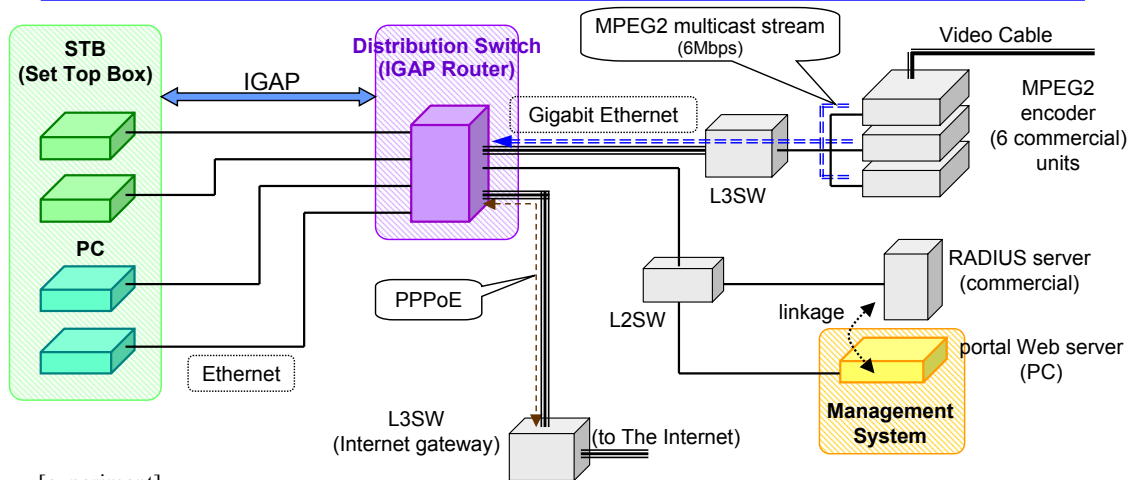 STB
(Set Top Box)
IGAP
Distribution Switch
(IGAP Router)
MPEG2 multicast stream
(6Mbps)
Video Cable
MPEG2
encoder
(6 commercial)
units
Gigabit Ethernet
L3SW
PC
PPPoE
Ethernet
L2SW
RADIUS server
(commercial)
linkage
portal Web server
(PC)
Management
System
L3SW
(Internet gateway)
(to The Internet)